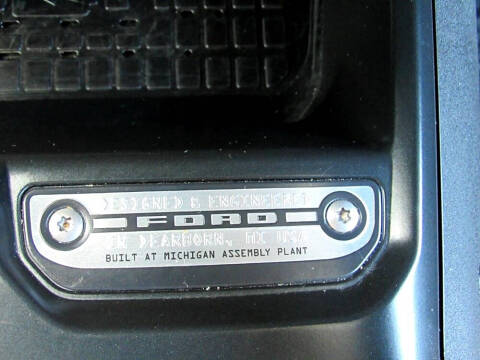 DESIGNED & ENGINEERED
FORD
IN DEARBORN, MI USA
BUILT AT MICHIGAN ASSEMBLY PLANT